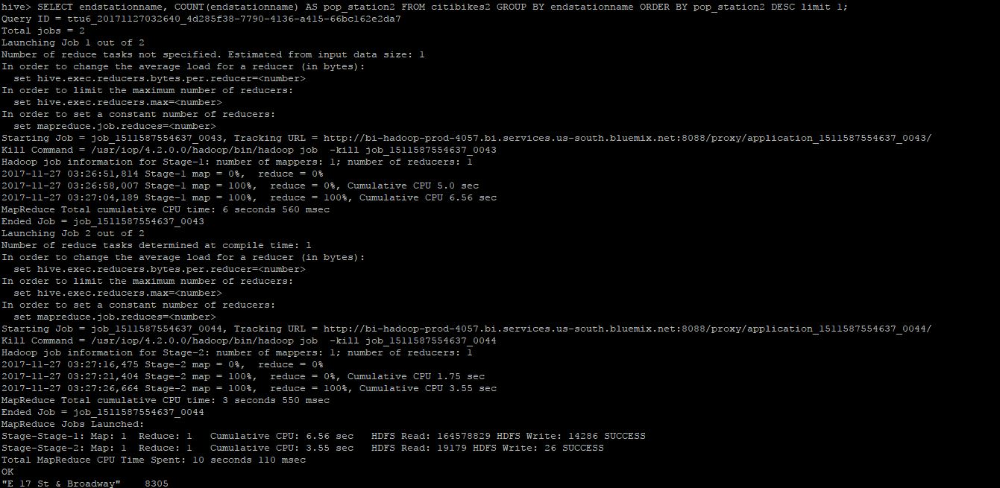 hive> SELECT endstationname, COUNT(endstationname) AS pop_station2 FROM citibikes2 GROUP BY endstationname ORDER BY pop_station2 DESC limit 1;
Query ID = ttu6_20171127032640_4d285f38-7790-4136-a415-66bc162e2da7
Total jobs = 2
Launching Job 1 out of 2
Number of reduce tasks not specified. Estimated from input data size: 1
In order to change the average load for a reducer (in bytes):
  set hive.exec.reducers.bytes.per.reducer=<number>
In order to limit the maximum number of reducers:
  set hive.exec.reducers.max=<number>
In order to set a constant number of reducers:
  set mapreduce.job.reduces=<number>
Starting Job = job_1511587554637_0043, Tracking URL = http://bi-hadoop-prod-4057.bi.services.us-south.bluemix.net:8088/proxy/application_1511587554637_0043/
Kill Command = /usr/iop/4.2.0.0/hadoop/bin/hadoop job  -kill job_1511587554637_0043
Hadoop job information for Stage-1: number of mappers: 1; number of reducers: 1
2017-11-27 03:26:51,814 Stage-1 map = 0%,  reduce = 0%
2017-11-27 03:26:58,007 Stage-1 map = 100%,  reduce = 0%, Cumulative CPU 5.0 sec
2017-11-27 03:27:04,189 Stage-1 map = 100%,  reduce = 100%, Cumulative CPU 6.56 sec
MapReduce Total cumulative CPU time: 6 seconds 560 msec
Ended Job = job_1511587554637_0043
Launching Job 2 out of 2
Number of reduce tasks determined at compile time: 1
In order to change the average load for a reducer (in bytes):
  set hive.exec.reducers.bytes.per.reducer=<number>
In order to limit the maximum number of reducers:
  set hive.exec.reducers.max=<number>
In order to set a constant number of reducers:
  set mapreduce.job.reduces=<number>
Starting Job = job_1511587554637_0044, Tracking URL = http://bi-hadoop-prod-4057.bi.services.us-south.bluemix.net:8088/proxy/application_1511587554637_0044/
Kill Command = /usr/iop/4.2.0.0/hadoop/bin/hadoop job  -kill job_1511587554637_0044
Hadoop job information for Stage-2: number of mappers: 1; number of reducers: 1
2017-11-27 03:27:16,475 Stage-2 map = 0%,  reduce = 0%
2017-11-27 03:27:21,404 Stage-2 map = 100%,  reduce = 0%, Cumulative CPU 1.75 sec
2017-11-27 03:27:26,664 Stage-2 map = 100%,  reduce = 100%, Cumulative CPU 3.55 sec
MapReduce Total cumulative CPU time: 3 seconds 550 msec
Ended Job = job_1511587554637_0044
MapReduce Jobs Launched:
Stage-Stage-1: Map: 1  Reduce: 1   Cumulative CPU: 6.56 sec   HDFS Read: 164578829 HDFS Write: 14286 SUCCESS
Stage-Stage-2: Map: 1  Reduce: 1   Cumulative CPU: 3.55 sec   HDFS Read: 19179 HDFS Write: 26 SUCCESS
Total MapReduce CPU Time Spent: 10 seconds 110 msec
OK
"E 17 St & Broadway"    8305